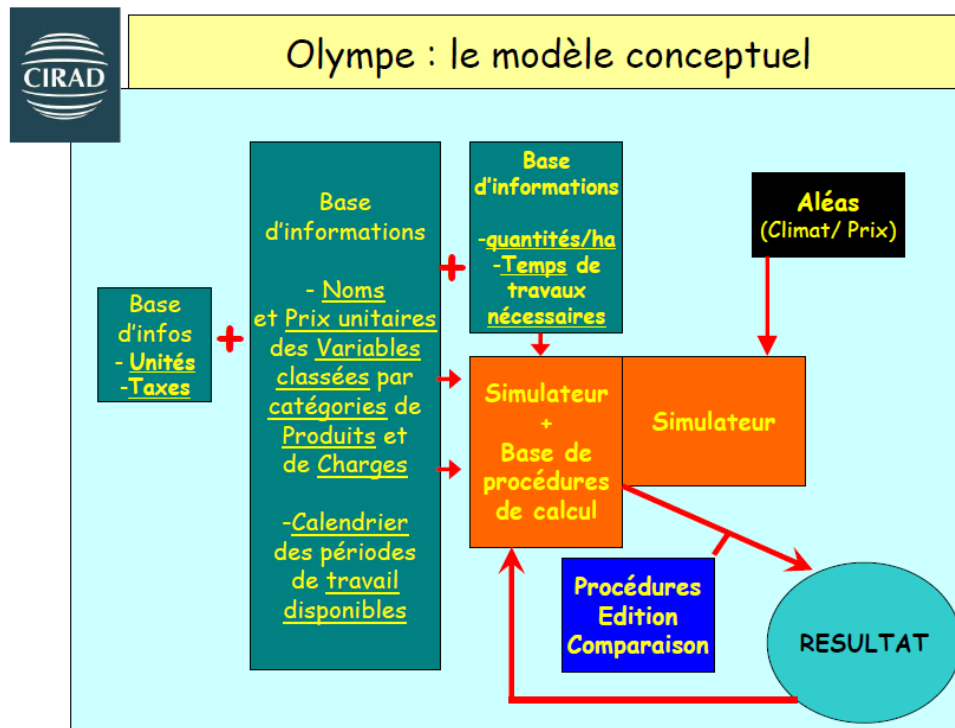 CIRAD
Olympe : le modèle conceptuel
Base
d'infos
- Unités
-Taxes
+
Base
d'informations
- Noms
et Prix unitaires
des Variables
classées par
catégories de
Produits et
de Charges
-Calendrier
des périodes
de travail
disponibles
+
Base
d'informations
-quantités/ha
-Temps de
travaux
nécessaires
Aléas
(Climat/ Prix)
Simulateur
+
Base de
procédures
de calcul
Simulateur
Procédures
Edition
Comparaison
RESULTAT